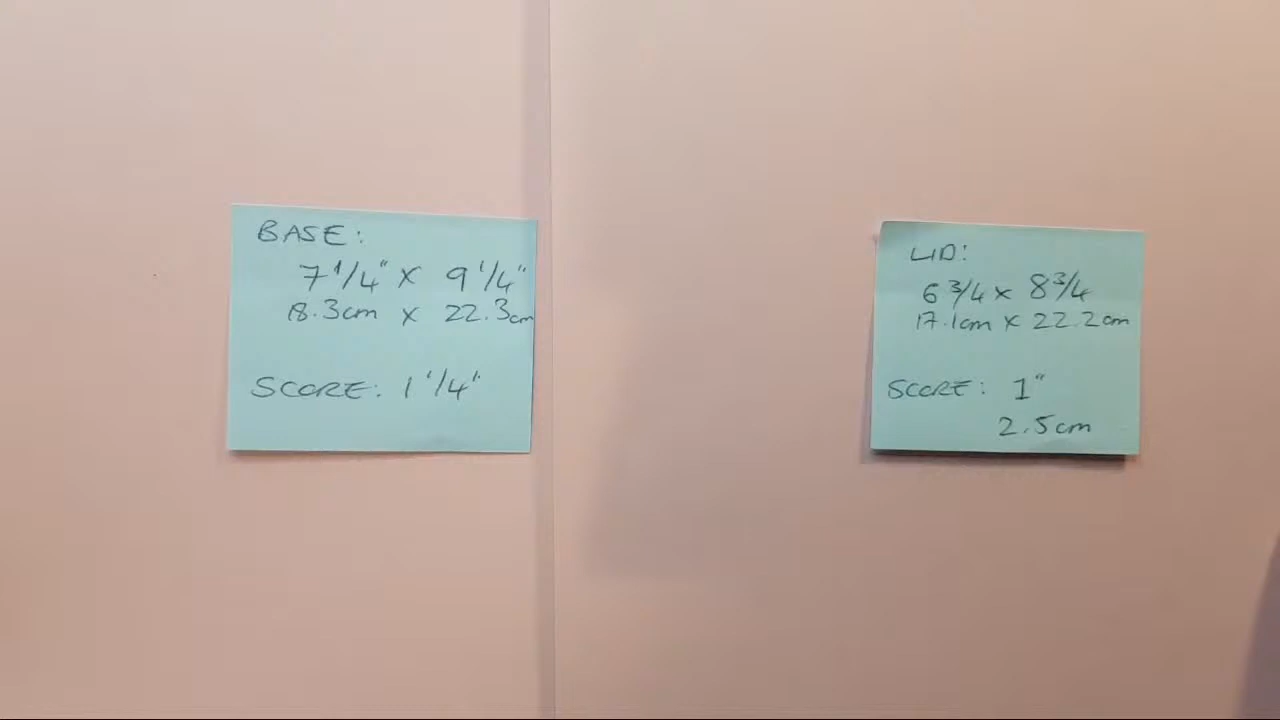 BASE:
7 1/4" x 9 1/4"
18.3cm x 22.3cm
SCORE: 1 1/4"
LID:
6 3/4 x 8 3/4
17.1cm x 22.2cm
SCORE: 1"
2.5cm